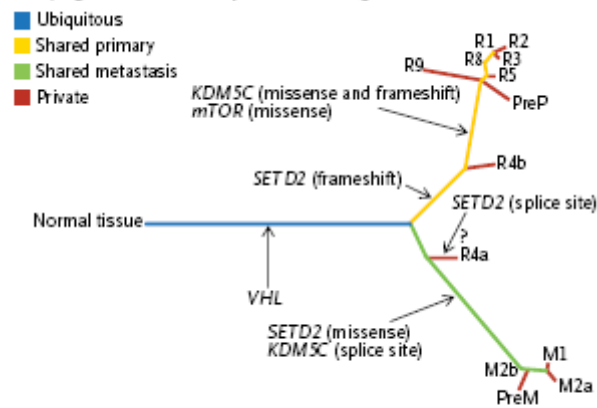 Ubiquitous
Shared primary
Shared metastasis
Private
R1
R2
R8
R3
R9
R5
PreP
KDM5C (missense and frameshift)
mTOR (missense)
R4b
SETD2 (frameshift)
SETD2 (splice site)
Normal tissue
?
R4a
VHL
SETD2 (missense)
KDM5C (splice site)
M2b
M1
M2a
PreM